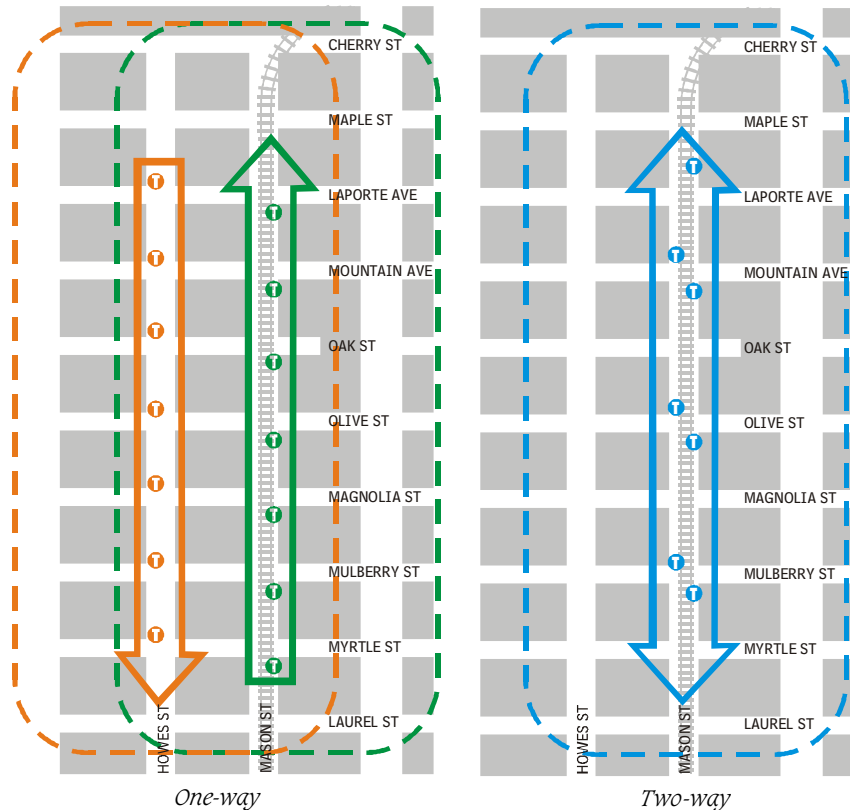 CHERRY ST
MAPLE ST
LAPORTE AVE
MOUNTAIN AVE
OAK ST
OLIVE ST
MAGNOLIA ST
MULBERRY ST
MYRTLE ST
LAUREL ST
HOWES ST
MASON ST
T
T
T
T
T
T
T
T
T
T
T
T
T
T
One-way
CHERRY ST
MAPLE ST
LAPORTE AVE
MOUNTAIN AVE
OAK ST
OLIVE ST
MAGNOLIA ST
MULBERRY ST
MYRTLE ST
LAUREL ST
HOWES ST
MASON ST
T
T
T
T
T
T
T
Two-way